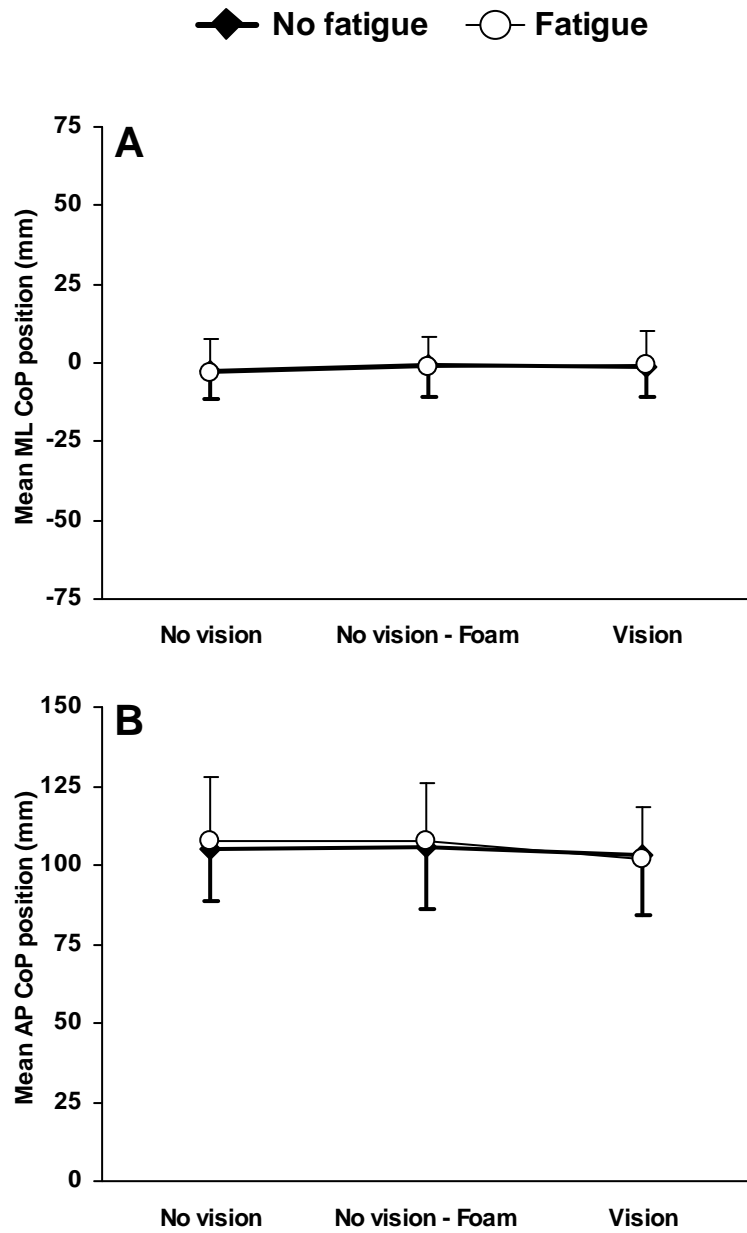 No fatigue Fatigue
A
Mean ML CoP position (mm)
75
50
25
0
-25
-50
-75
No vision No vision - Foam Vision
B
Mean AP CoP position (mm)
150
125
100
75
50
25
0
No vision No vision - Foam Vision